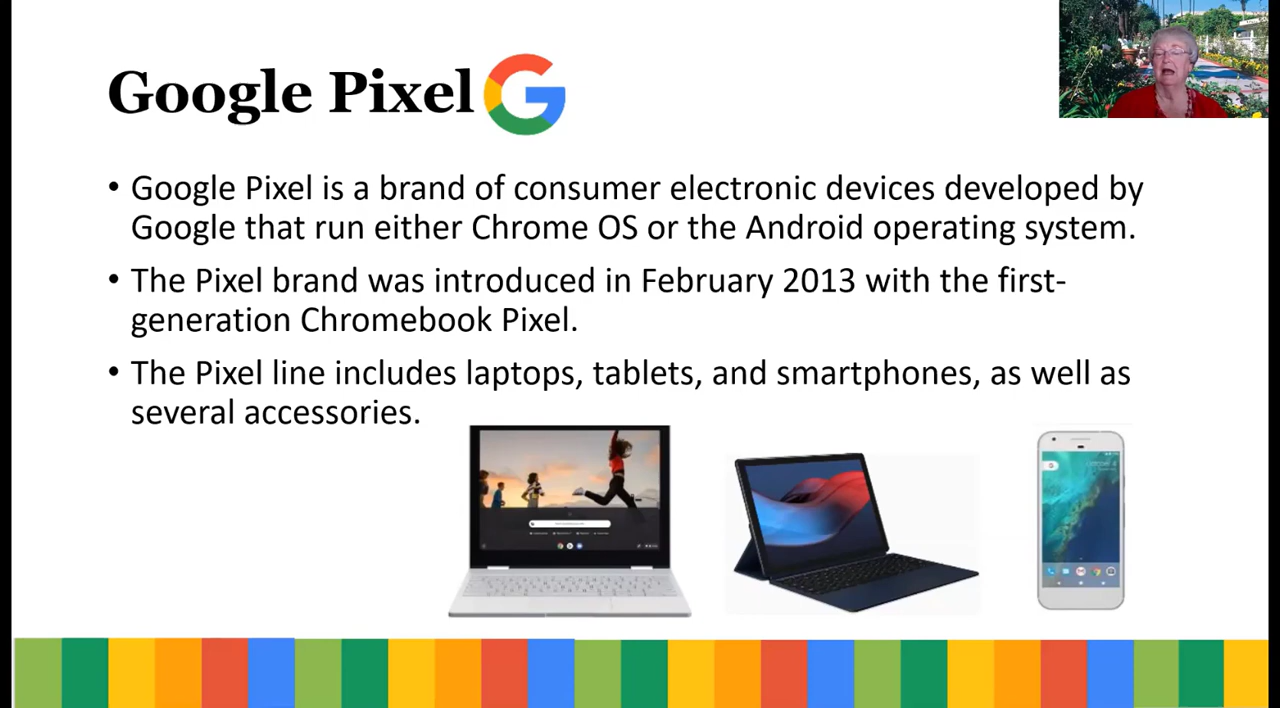 Google Pixel
• Google Pixel is a brand of consumer electronic devices developed by
Google that run either Chrome OS or the Android operating system.
• The Pixel brand was introduced in February 2013 with the first-
generation Chromebook Pixel.
• The Pixel line includes laptops, tablets, and smartphones, as well as
several accessories.